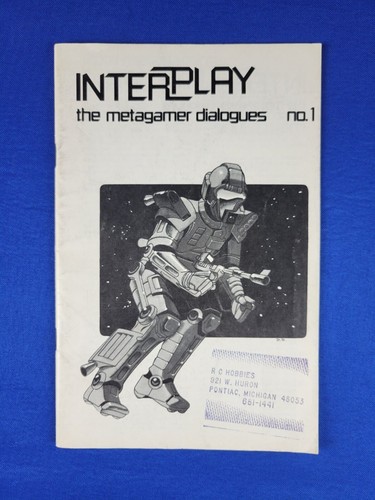 INTERPLAY
the metagamer dialogues no.1
R C HOBBIES
921 W. HURON
PONTIAC, MICHIGAN 48053
681-1441